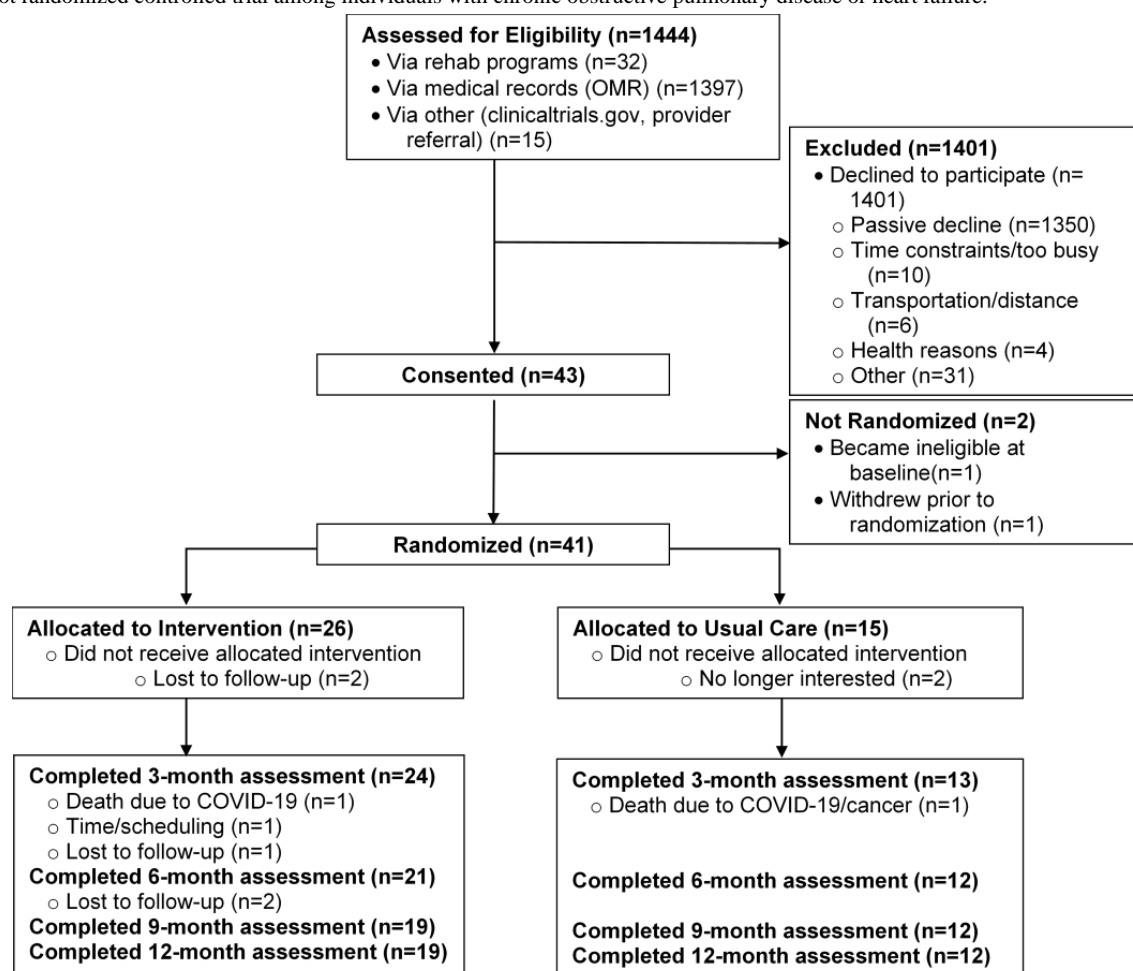 ot randomized controlled trial among individuals with chronic obstructive pulmonary disease or heart failure.
Assessed for Eligibility (n=1444)
• Via rehab programs (n=32)
• Via medical records (OMR) (n=1397)
• Via other (clinicaltrials.gov, provider
referral) (n=15)
Excluded (n=1401)
• Declined to participate (n=
1401)
○ Passive decline (n=1350)
○ Time constraints/too busy
(n=10)
○ Transportation/distance
(n=6)
○ Health reasons (n=4)
○ Other (n=31)
Consented (n=43)
Not Randomized (n=2)
• Became ineligible at
baseline(n=1)
• Withdrew prior to
randomization (n=1)
Randomized (n=41)
Allocated to Intervention (n=26)
○ Did not receive allocated intervention
○ Lost to follow-up (n=2)
Allocated to Usual Care (n=15)
○ Did not receive allocated intervention
○ No longer interested (n=2)
Completed 3-month assessment (n=24)
○ Death due to COVID-19 (n=1)
○ Time/scheduling (n=1)
○ Lost to follow-up (n=1)
Completed 6-month assessment (n=21)
○ Lost to follow-up (n=2)
Completed 9-month assessment (n=19)
Completed 12-month assessment (n=19)
Completed 3-month assessment (n=13)
○ Death due to COVID-19/cancer (n=1)
Completed 6-month assessment (n=12)
Completed 9-month assessment (n=12)
Completed 12-month assessment (n=12)